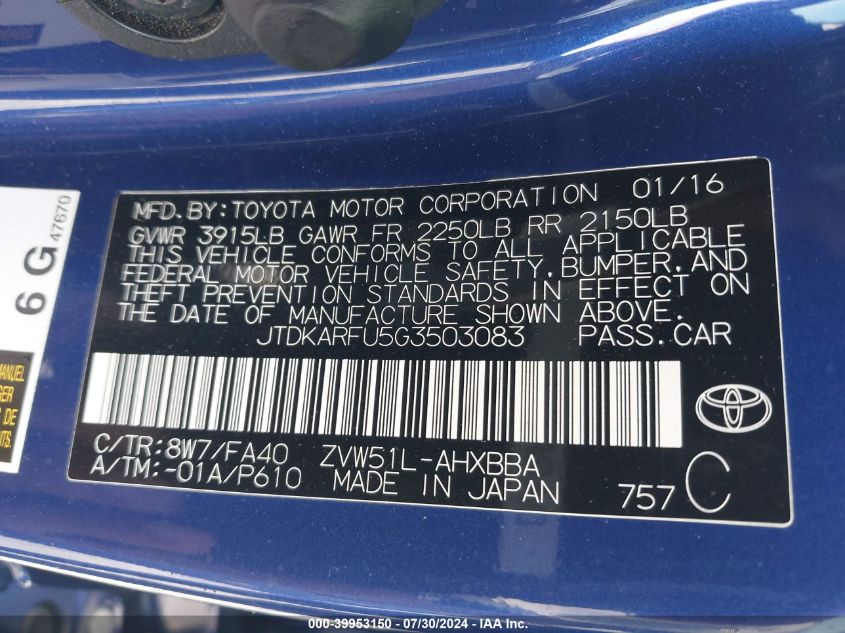 MFD.BY:TOYOTA MOTOR CORPORATION 01/16
GVWR 3915LB GAWR FR 2250LB RR 2150LB
THIS VEHICLE CONFORMS TO ALL APPLICABLE
FEDERAL MOTOR VEHICLE SAFETY,BUMPER,AND
THEFT PREVENTION STANDARDS IN EFFECT ON
THE DATE OF MANUFACTURE SHOWN ABOVE.
JTDKARFU5G3503083 PASS.CAR
C/TR:8W7/FA40 ZVW51L-AHXBBA
A/TM:-01A/P610 MADE IN JAPAN 757 C
6 G 47670
MANUEL
DE
000-39953150 - 07/30/2024 - IAA Inc.